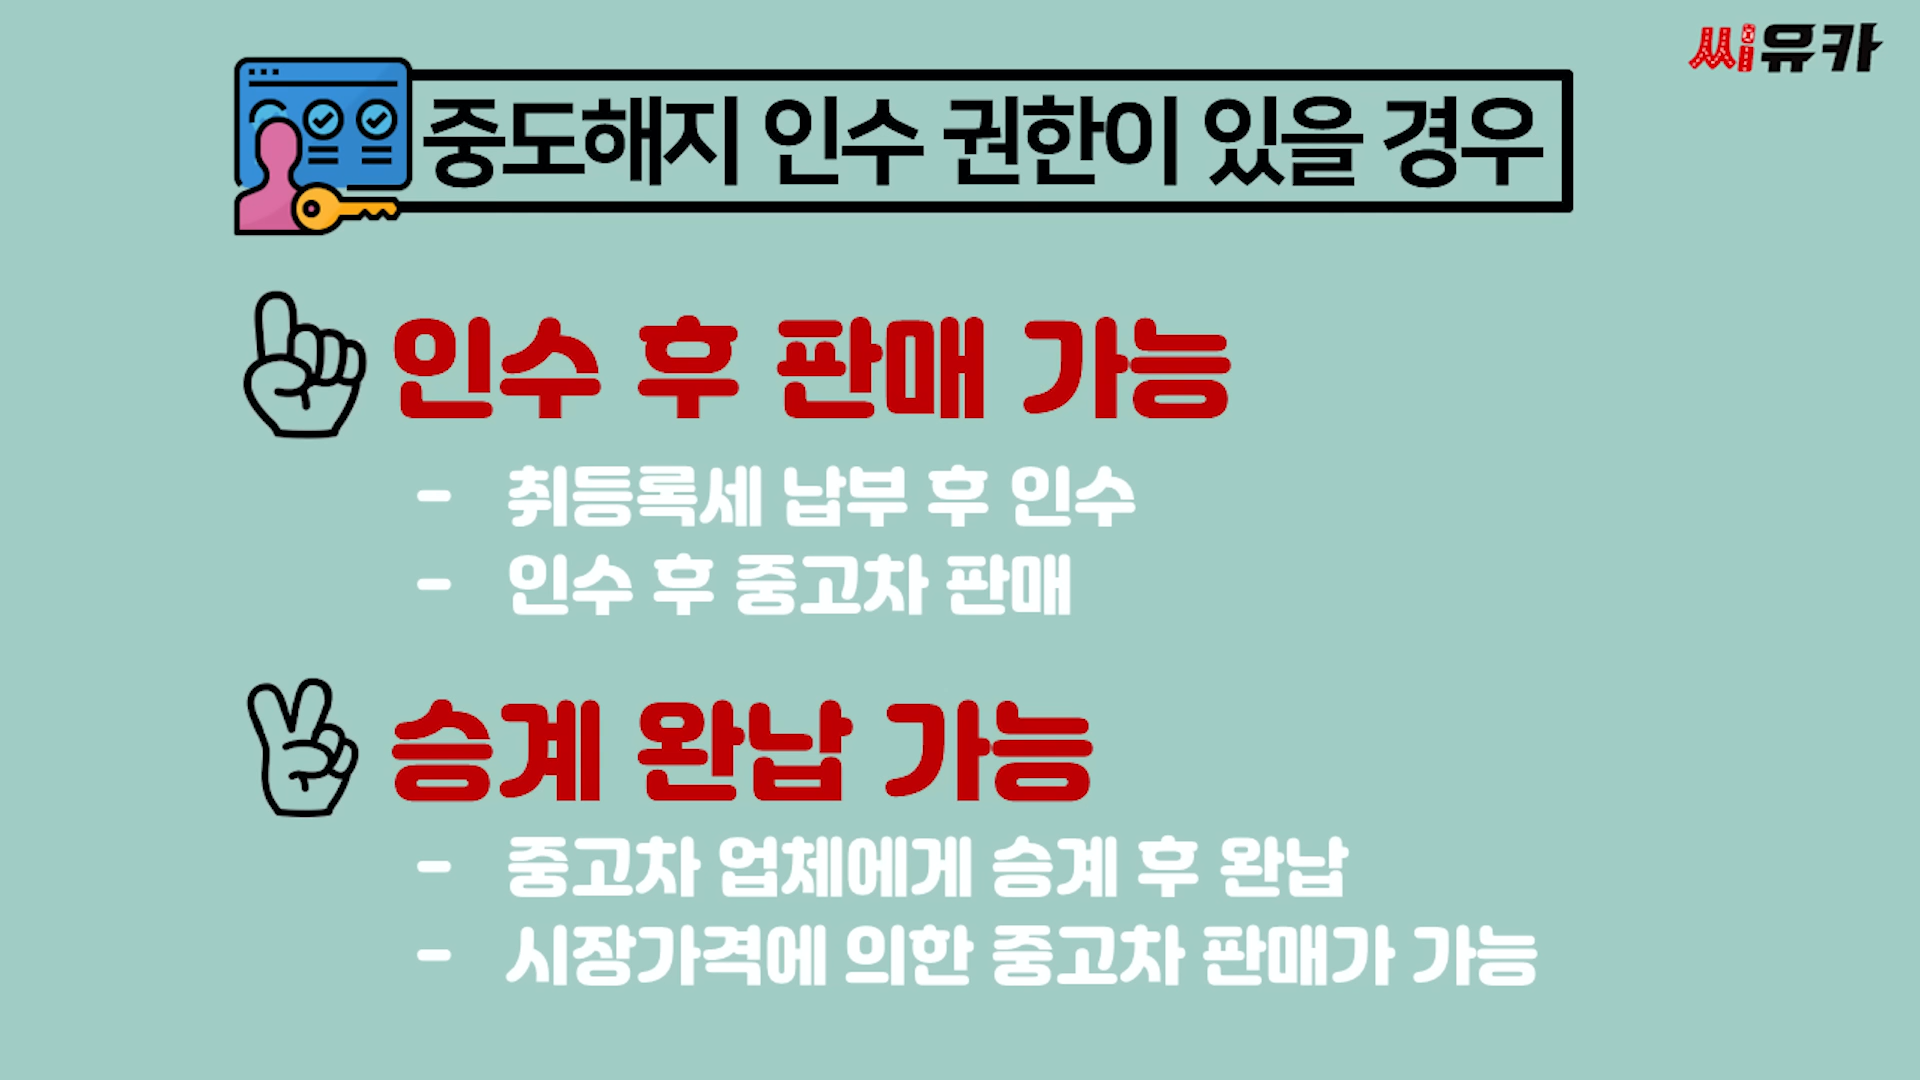 씨유카
중도해지 인수 권한이 있을 경우
인수 후 판매 가능
- 취등록세 납부 후 인수
- 인수 후 중고차 판매
승계 완납 가능
- 중고차 업체에게 승계 후 완납
- 시장가격에 의한 중고차 판매가 가능